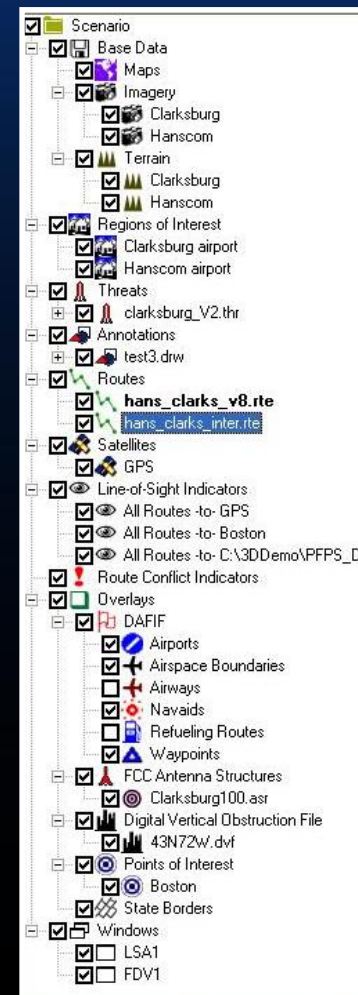 Scenario
Base Data
Maps
Imagery
Clarksburg
Hanscom
Terrain
Clarksburg
Hanscom
Regions of Interest
Clarksburg airport
Hanscom airport
Threats
clarksburg_V2.thr
Annotations
test3.drw
Routes
hans_clarks_v8.rte
hans_clarks_inter.rte
Satellites
GPS
Line-of-Sight Indicators
All Routes -to- GPS
All Routes -to- Boston
All Routes -to- C:\3DDemo\PFPS_D
Route Conflict Indicators
Overlays
DAFIF
Airports
Airspace Boundaries
Airways
Navaids
Refueling Routes
Waypoints
FCC Antenna Structures
Clarksburg100.asr
Digital Vertical Obstruction File
43N72W.dvf
Points of Interest
Boston
State Borders
Windows
LSA1
FDV1